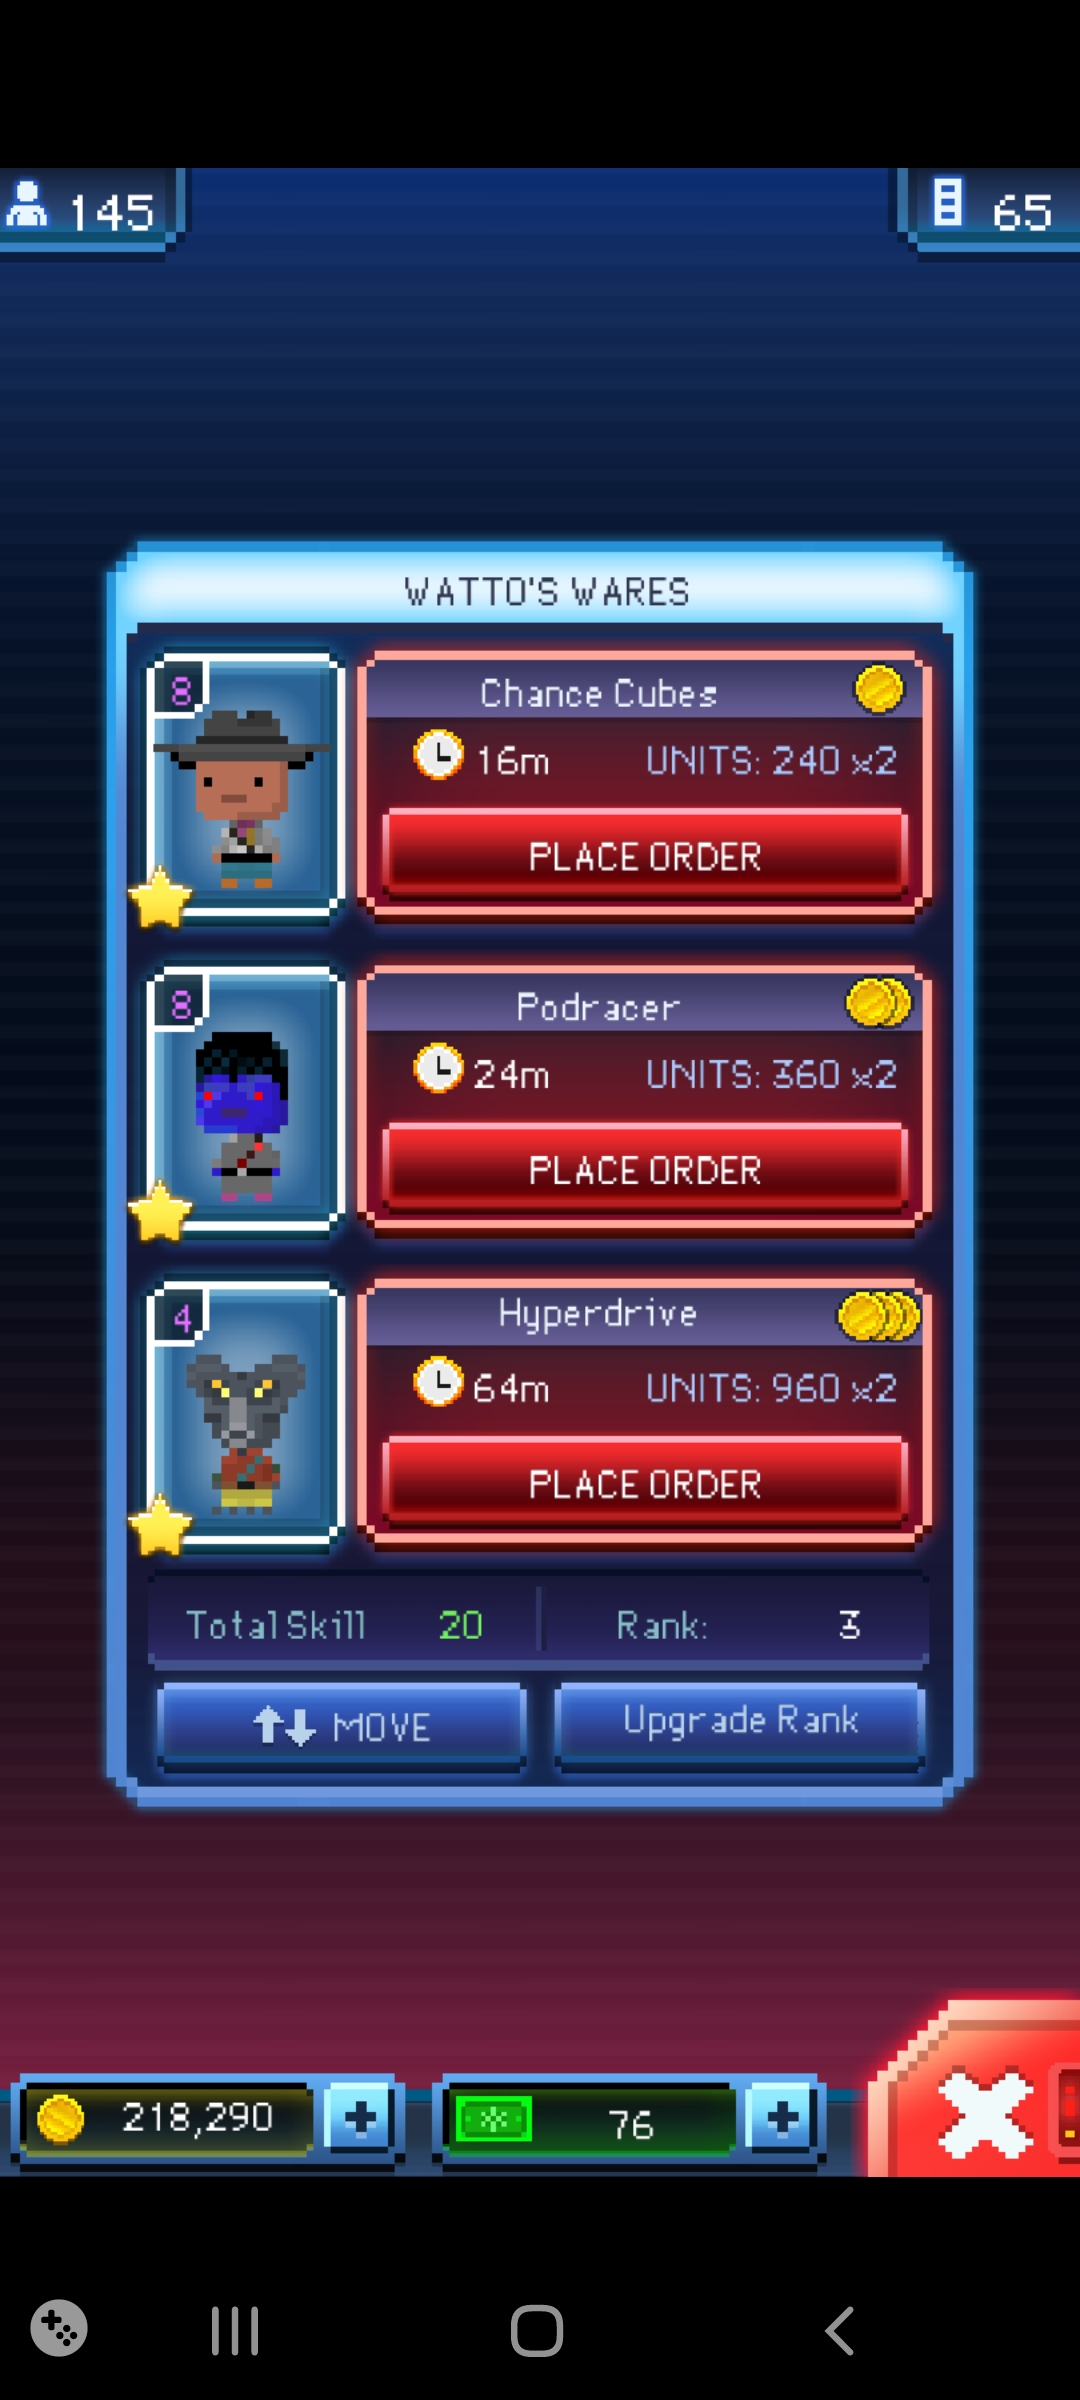 145
65
WATTO'S WARES
8
Chance Cubes
16m UNITS: 240 x2
PLACE ORDER
8
Podracer
24m UNITS: 360 x2
PLACE ORDER
4
Hyperdrive
64m UNITS: 960 x2
PLACE ORDER
Total Skill 20 Rank: 3
MOVE Upgrade Rank
218,290 76